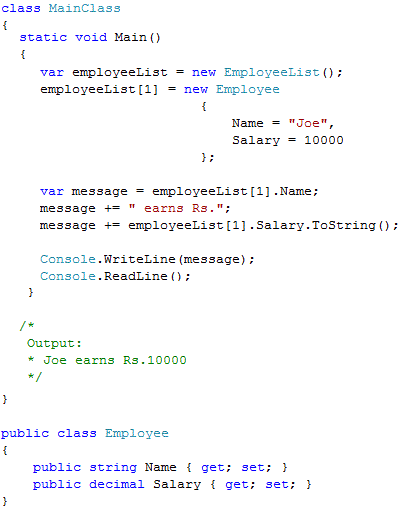 class MainClass
{
static void Main()
{
var employeeList = new EmployeeList();
employeeList[1] = new Employee
{
Name = "Joe",
Salary = 10000
};
var message = employeeList[1].Name;
message += " earns Rs.";
message += employeeList[1].Salary.ToString();
Console.WriteLine(message);
Console.ReadLine();
}
/*
Output:
* Joe earns Rs.10000
*/
}
public class Employee
{
public string Name { get; set; }
public decimal Salary { get; set; }
}